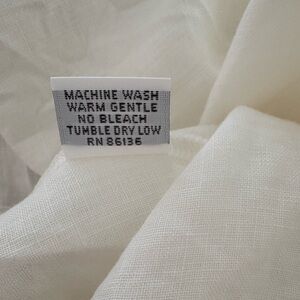 MACHINE WASH
WARM GENTLE
NO BLEACH
TUMBLE DRY LOW
RN 86136